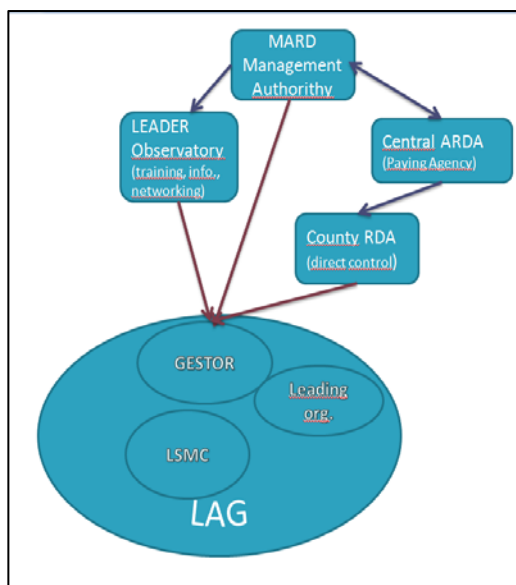 MARD
Management
Authorithy
LEADER
Observatory
(training, info.,
networking)
Central ARDA
(Paying Agency)
County RDA
(direct control)
GESTOR
Leading
org.
LSMC
LAG